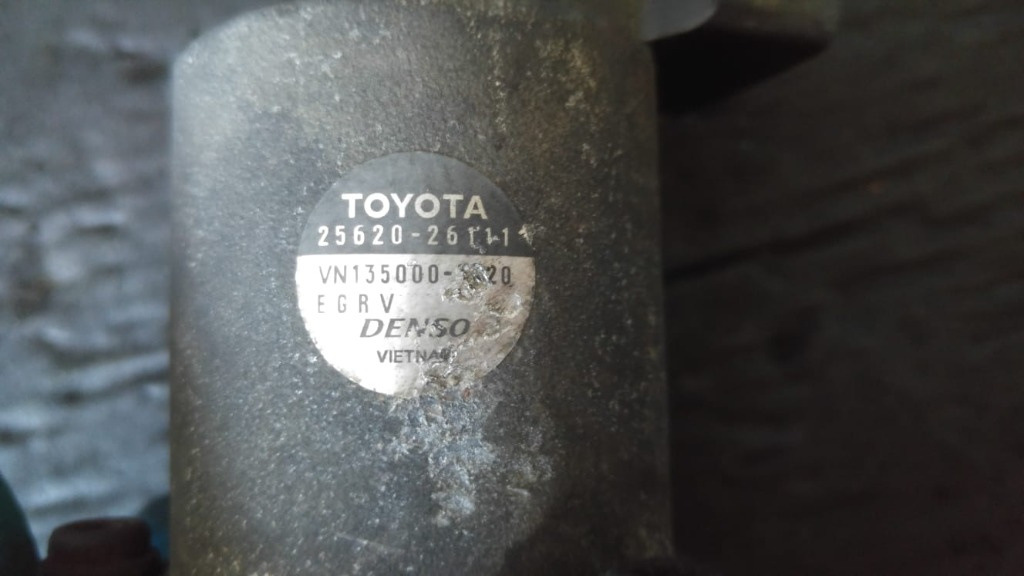 TOYOTA
25620-26111
EGRV
DENSO
VIETNAM